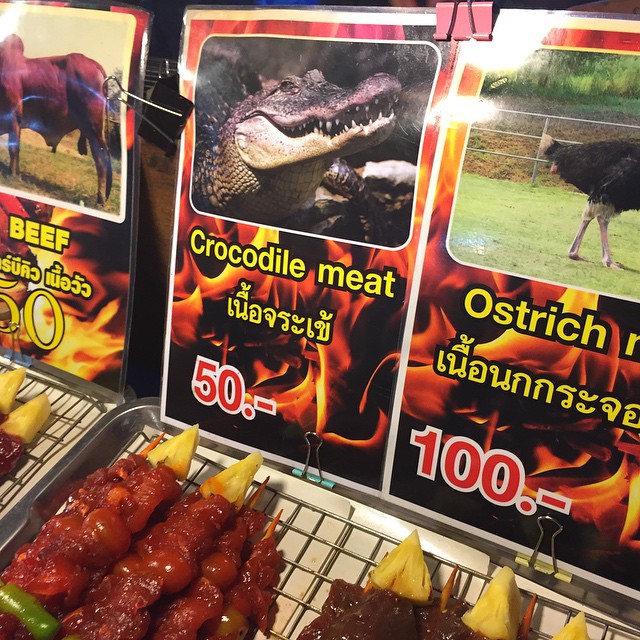 BEEF
เนื้อวัว
50
Crocodile meat
เนื้อจระเข้
50.-
Ostrich
เนื้อนกกระจอ
100.-